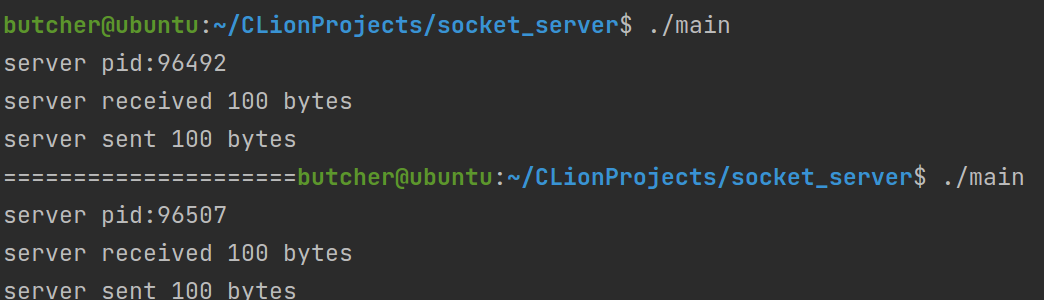 butcher@ubuntu:~/CLionProjects/socket_server$ ./main
server pid:96492
server received 100 bytes
server sent 100 bytes
=====================butcher@ubuntu:~/CLionProjects/socket_server$ ./main
server pid:96507
server received 100 bytes
server sent 100 bytes